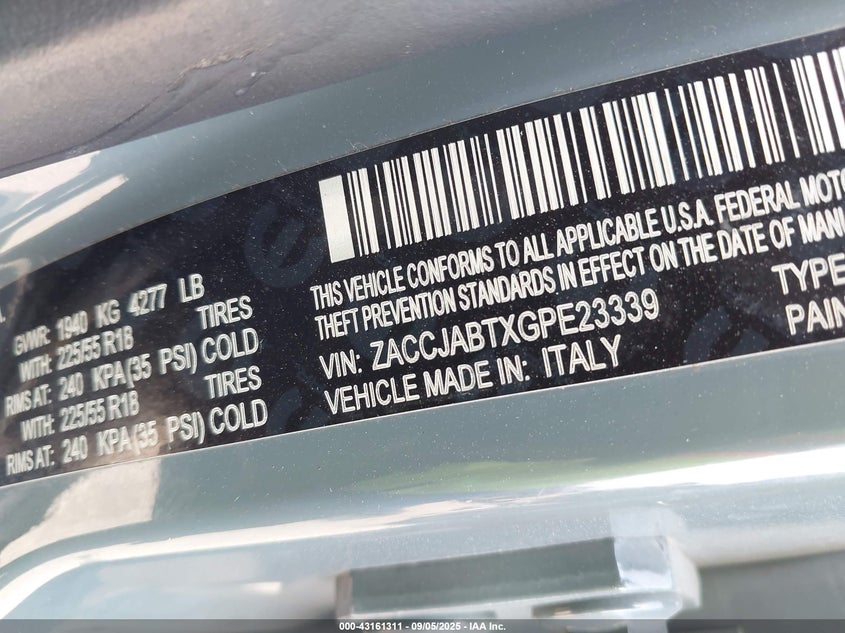 THIS VEHICLE CONFORMS TO ALL APPLICABLE U.S.A. FEDERAL MOTO
THEFT PREVENTION STANDARDS IN EFFECT ON THE DATE OF MANU
VIN: ZACCJABTXGPE23339 TYPE
VEHICLE MADE IN: ITALY PAIN
GVWR: 1940 KG 4277 LB
WITH: 225/55 R18 TIRES
RIMS AT: 240 KPA(35 PSI) COLD
WITH: 225/55 R18 TIRES
RIMS AT: 240 KPA(35 PSI) COLD
000-43161311 - 09/05/2025 - IAA Inc.